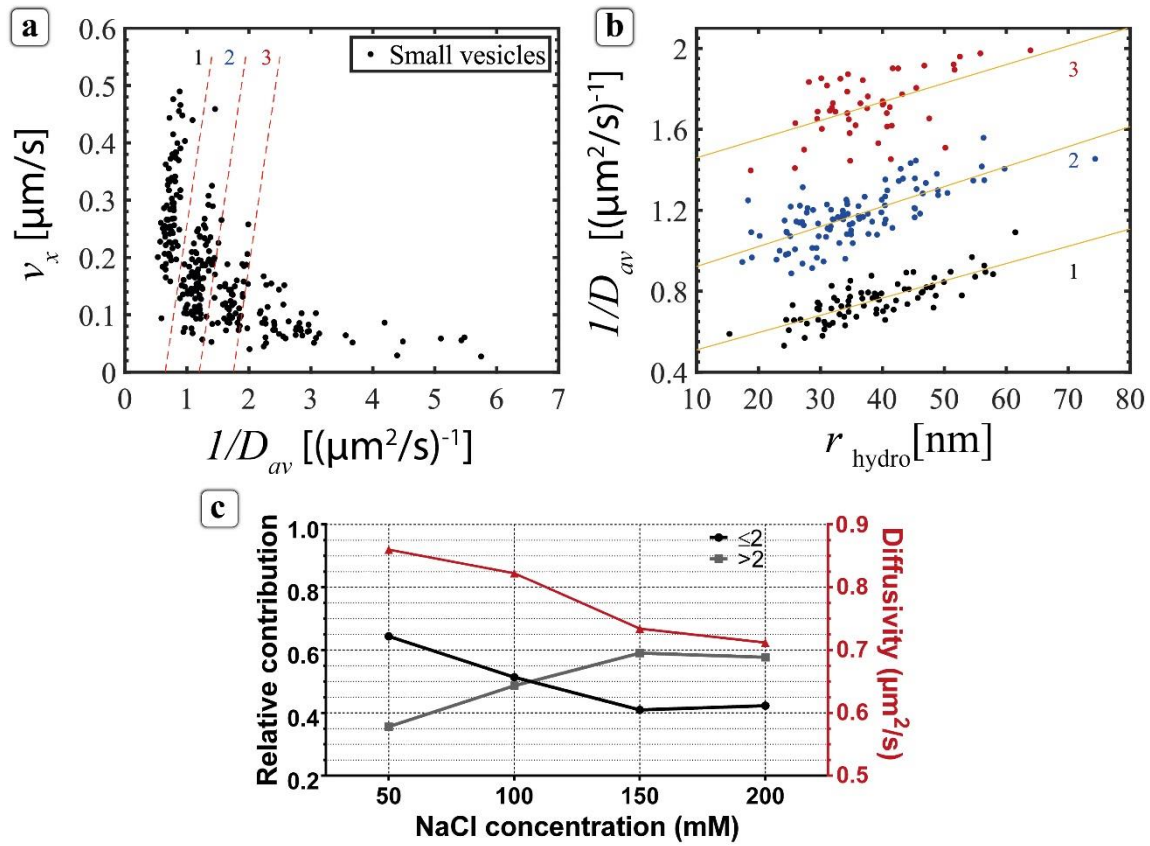 a
0.6
0.5
0.4
0.3
0.2
0.1
0
v_x [µm/s]
1 2 3
Small vesicles
0 1 2 3 4 5 6 7
1/D_av [(µm²/s)⁻¹]
b
2
1.6
1.2
0.8
0.4
1/D_av [(µm²/s)⁻¹]
3
2
1
10 20 30 40 50 60 70 80
r_hydro [nm]
c
1.0
0.8
0.6
0.4
0.2
Relative contribution
≤2
>2
0.9
0.8
0.7
0.6
0.5
Diffusivity (µm²/s)
50 100 150 200
NaCl concentration (mM)